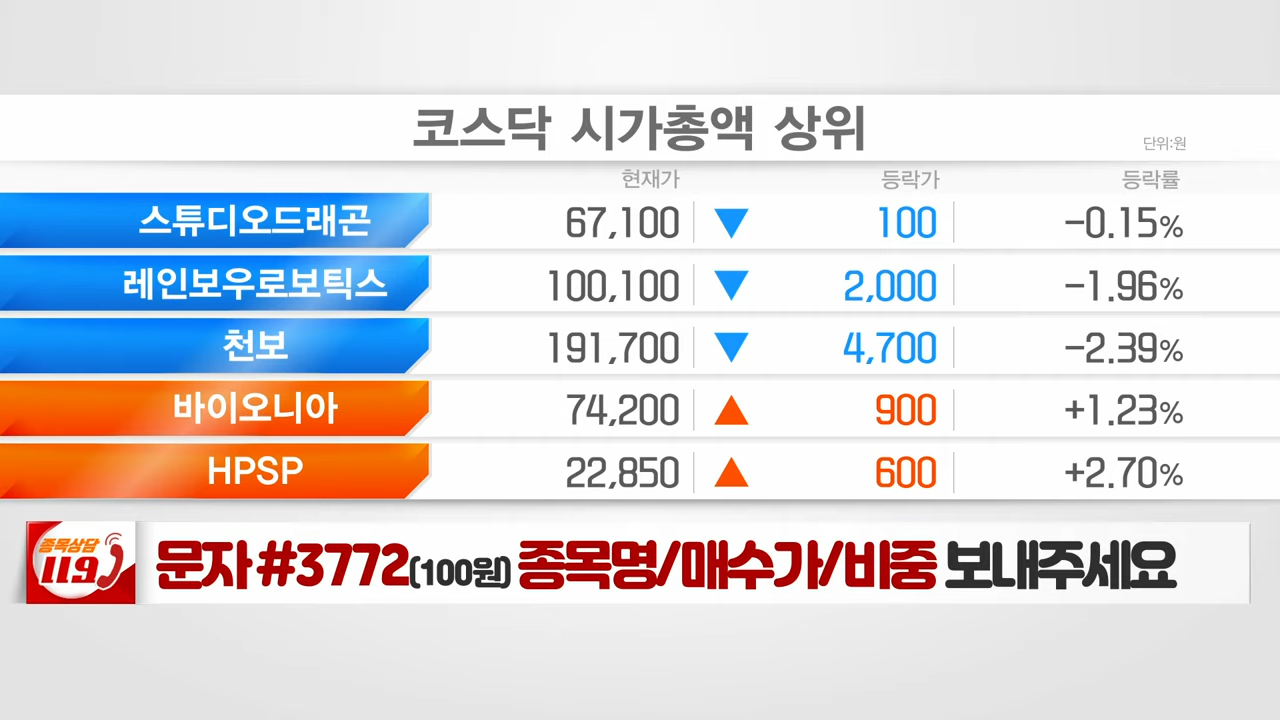 코스닥 시가총액 상위
단위:원
현재가 등락가 등락률
스튜디오드래곤 67,100 ▼ 100 -0.15%
레인보우로보틱스 100,100 ▼ 2,000 -1.96%
천보 191,700 ▼ 4,700 -2.39%
바이오니아 74,200 ▲ 900 +1.23%
HPSP 22,850 ▲ 600 +2.70%
종목상담
119
문자 #3772(100원) 종목명/매수가/비중 보내주세요